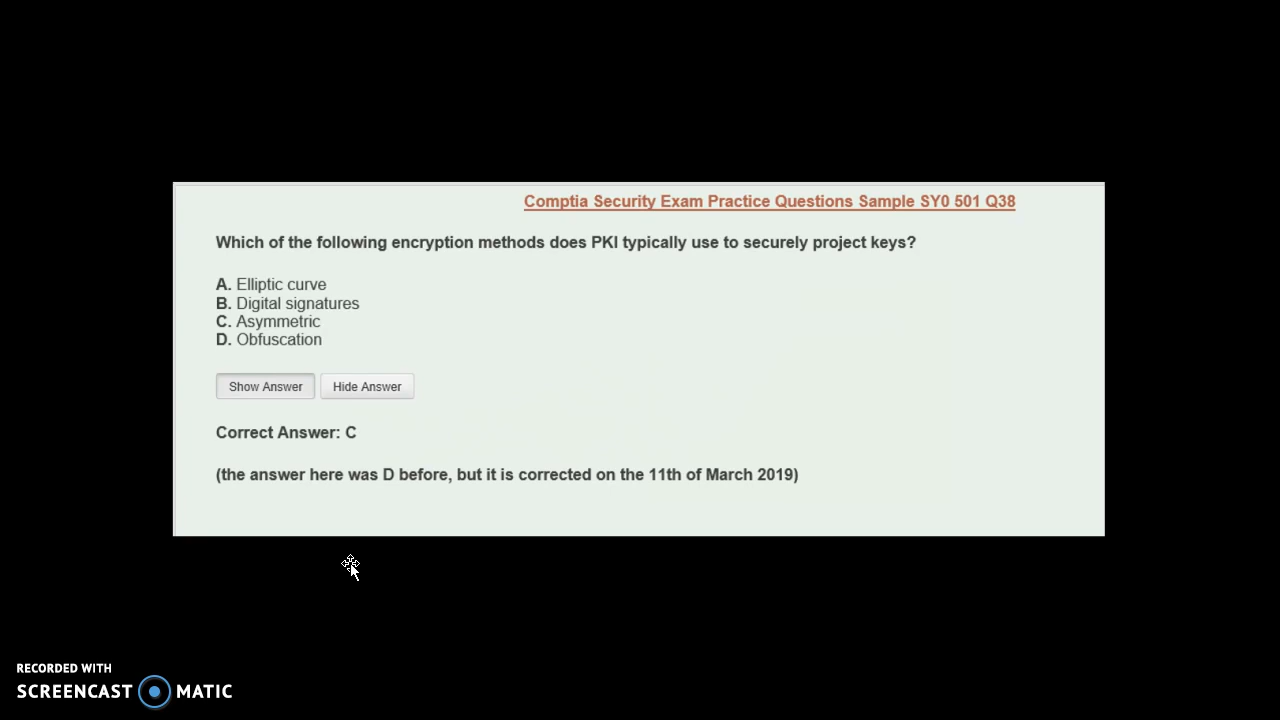 Comptia Security Exam Practice Questions Sample SY0 501 Q38
Which of the following encryption methods does PKI typically use to securely project keys?
A. Elliptic curve
B. Digital signatures
C. Asymmetric
D. Obfuscation
Show Answer Hide Answer
Correct Answer: C
(the answer here was D before, but it is corrected on the 11th of March 2019)
RECORDED WITH
SCREENCAST MATIC